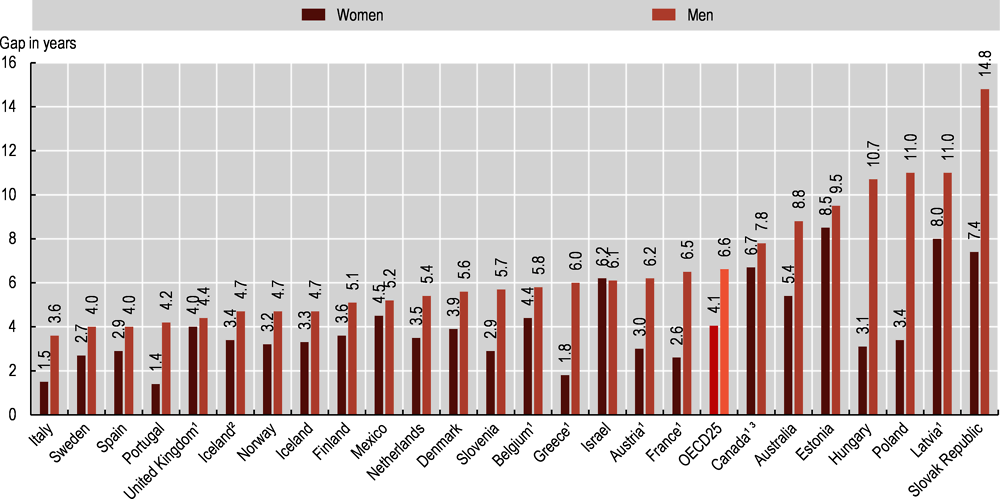 Women Men
Gap in years
16
14
12
10
8
6
4
2
0
1.5 3.6 2.7 4.0 2.9 4.0 1.4 4.2 4.0 4.4 3.4 4.7 3.2 4.7 3.3 4.7 3.6 5.1 4.5 5.2 3.5 5.4 3.9 5.6 2.9 5.7 4.4 5.8 1.8 6.0 6.2 6.1 3.0 6.2 2.6 6.5 4.1 6.6 6.7 7.8 5.4 8.8 8.5 9.5 3.1 10.7 3.4 11.0 8.0 11.0 7.4 14.8
Italy
Sweden
Spain
Portugal
United Kingdom¹
Iceland²
Norway
Iceland
Finland
Mexico
Netherlands
Denmark
Slovenia
Belgium¹
Greece¹
Israel
Austria¹
France¹
OECD25
Canada¹ ³
Australia
Estonia
Hungary
Poland
Latvia¹
Slovak Republic